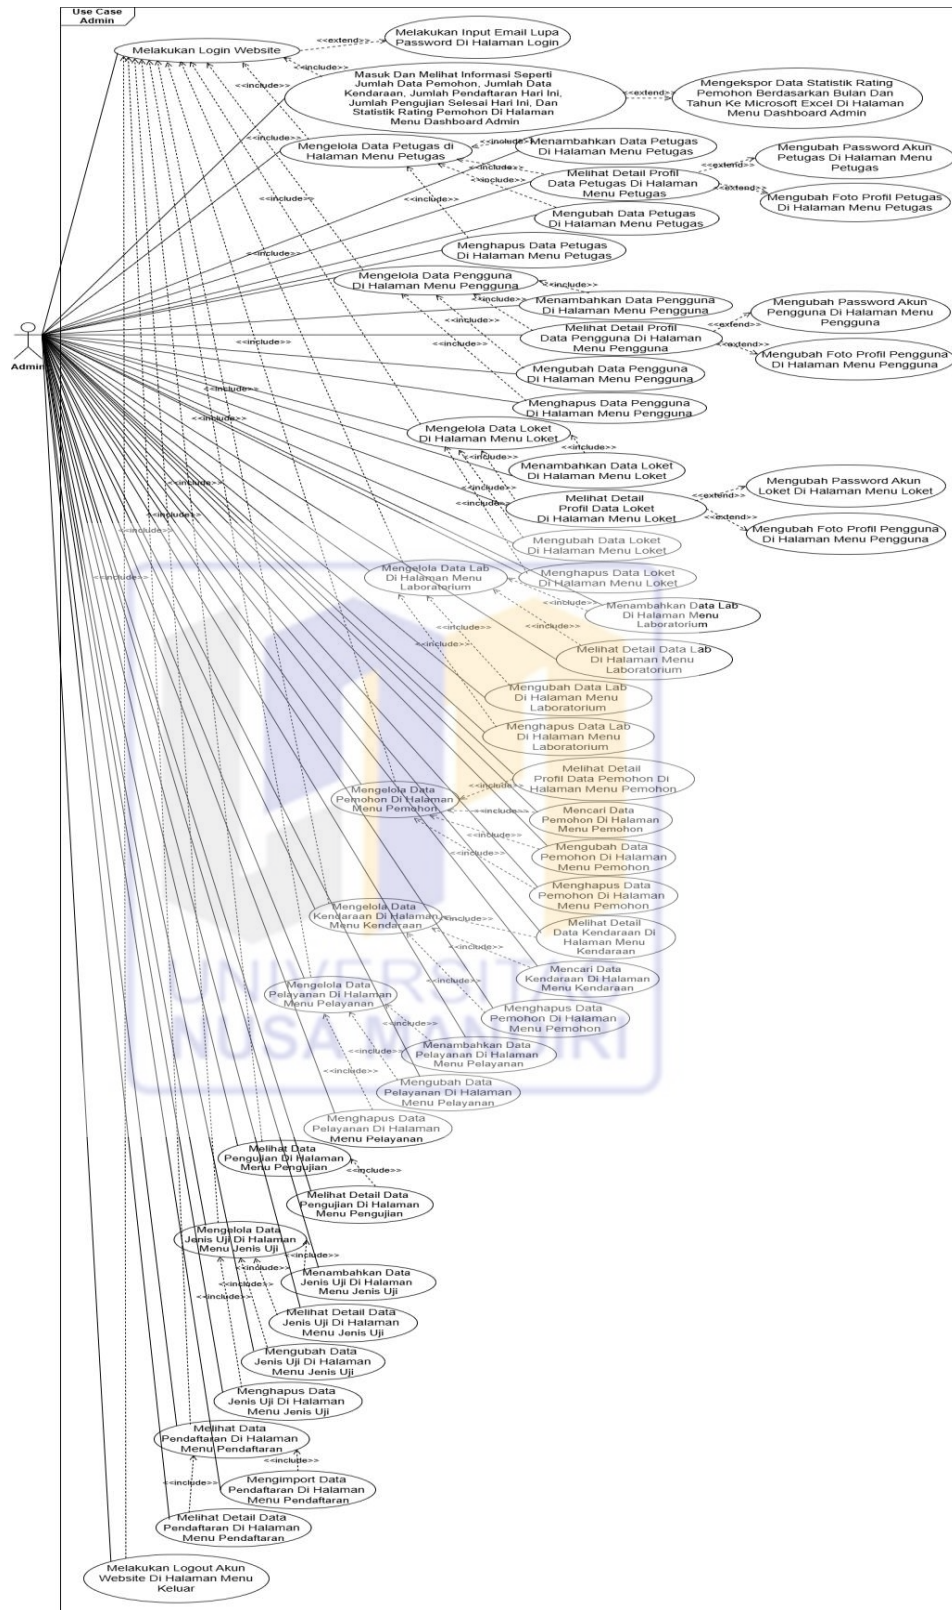 Use Case
Admin
Melakukan Login Website
<<extend>>
Melakukan Input Email Lupa
Password Di Halaman Login
<<include>>
Masuk Dan Melihat Informasi Seperti
Jumlah Data Pemohon, Jumlah Data
Kendaraan, Jumlah Pendaftaran Hari Ini,
Jumlah Pengujian Selesai Hari Ini, Dan
Statistik Rating Pemohon Di Halaman
Menu Dashboard Admin
<<extend>>
Mengekspor Data Statistik Rating
Pemohon Berdasarkan Bulan Dan
Tahun Ke Microsoft Excel Di Halaman
Menu Dashboard Admin
<<include>>
Mengelola Data Petugas di
Halaman Menu Petugas
<<include>>
Menambahkan Data Petugas
Di Halaman Menu Petugas
<<include>>
Melihat Detail Profil
Data Petugas Di Halaman
Menu Petugas
<<extend>>
Mengubah Password Akun
Petugas Di Halaman Menu
Petugas
<<extend>>
Mengubah Foto Profil Petugas
Di Halaman Menu Petugas
<<include>>
Mengubah Data Petugas
Di Halaman Menu Petugas
<<include>>
Menghapus Data Petugas
Di Halaman Menu Petugas
<<include>>
Mengelola Data Pengguna
Di Halaman Menu Pengguna
<<include>>
Menambahkan Data Pengguna
Di Halaman Menu Pengguna
<<include>>
Melihat Detail Profil
Data Pengguna Di Halaman
Menu Pengguna
<<extend>>
Mengubah Password Akun
Pengguna Di Halaman Menu
Pengguna
<<extend>>
Mengubah Foto Profil Pengguna
Di Halaman Menu Pengguna
Admin
<<include>>
<<include>>
Mengubah Data Pengguna
Di Halaman Menu Pengguna
<<include>>
Menghapus Data Pengguna
Di Halaman Menu Pengguna
<<include>>
Mengelola Data Loket
Di Halaman Menu Loket
<<include>>
<<include>>
<<include>>
Menambahkan Data Loket
Di Halaman Menu Loket
<<include>>
<<include>>
Melihat Detail
Profil Data Loket
Di Halaman Menu Loket
<<extend>>
Mengubah Password Akun
Loket Di Halaman Menu Loket
<<extend>>
Mengubah Foto Profil Pengguna
Di Halaman Menu Pengguna
<<include>>
<<include>>
<<include>>
<<include>>
Mengubah Data Loket
Di Halaman Menu Loket
Mengelola Data Lab
Di Halaman Menu
Laboratorium
Menghapus Data Loket
Di Halaman Menu Loket
<<include>>
<<include>>
Menambahkan Data Lab
Di Halaman Menu
Laboratorium
<<include>>
<<include>>
<<include>>
Melihat Detail Data Lab
Di Halaman Menu
Laboratorium
Mengubah Data Lab
Di Halaman Menu
Laboratorium
Menghapus Data Lab
Di Halaman Menu
Laboratorium
Mengelola Data
Pemohon Di Halaman
Menu Pemohon
<<include>>
Melihat Detail
Profil Data Pemohon Di
Halaman Menu Pemohon
<<include>>
Mencari Data
Pemohon Di Halaman
Menu Pemohon
<<include>>
Mengubah Data
Pemohon Di Halaman
Menu Pemohon
<<include>>
Menghapus Data
Pemohon Di Halaman
Menu Pemohon
Mengelola Data
Kendaraan Di Halaman
Menu Kendaraan
<<include>>
Melihat Detail
Data Kendaraan Di
Halaman Menu
Kendaraan
<<include>>
Mencari Data
Kendaraan Di Halaman
Menu Kendaraan
<<include>>
Menghapus Data
Pemohon Di Halaman
Menu Pemohon
UNIVERSITAS
NUSA MANDIRI
Mengelola Data
Pelayanan Di Halaman
Menu Pelayanan
<<include>>
Menambahkan Data
Pelayanan Di Halaman
Menu Pelayanan
<<include>>
Mengubah Data
Pelayanan Di Halaman
Menu Pelayanan
<<include>>
Menghapus Data
Pelayanan Di Halaman
Menu Pelayanan
Melihat Data
Pengujian Di Halaman
Menu Pengujian
<<include>>
Melihat Detail Data
Pengujian Di Halaman
Menu Pengujian
Mengelola Data
Jenis Uji Di Halaman
Menu Jenis Uji
<<include>>
Menambahkan Data
Jenis Uji Di Halaman
Menu Jenis Uji
<<include>>
Melihat Detail Data
Jenis Uji Di Halaman
Menu Jenis Uji
<<include>>
Mengubah Data
Jenis Uji Di Halaman
Menu Jenis Uji
<<include>>
Menghapus Data
Jenis Uji Di Halaman
Menu Jenis Uji
Melihat Data
Pendaftaran Di Halaman
Menu Pendaftaran
<<include>>
Mengimport Data
Pendaftaran Di Halaman
Menu Pendaftaran
<<include>>
Melihat Detail Data
Pendaftaran Di Halaman
Menu Pendaftaran
Melakukan Logout Akun
Website Di Halaman Menu
Keluar